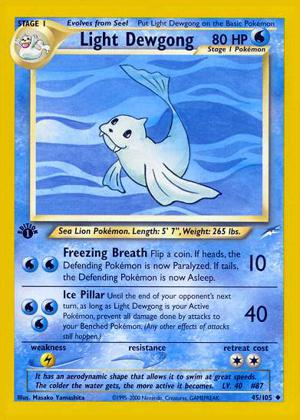 STAGE 1
Evolves from Seel
Put Light Dewgong on the Basic Pokémon
Light Dewgong
80 HP
Stage 1 Pokémon
EDITION
1
Sea Lion Pokémon. Length: 5' 7", Weight: 265 lbs.
Freezing Breath Flip a coin. If heads, the
Defending Pokémon is now Paralyzed. If tails,
the Defending Pokémon is now Asleep.
10
Ice Pillar Until the end of your opponent's next
turn, as long as Light Dewgong is your Active
Pokémon, prevent all damage done by attacks to
your Benched Pokémon. (Any other effects of attacks
still happen.)
40
weakness
resistance
retreat cost
It has an aerodynamic shape that allows it to swim at great speeds.
The colder the water gets, the more active it becomes. LV. 40 #87
Illus. Masako Yamashita
©1995-2000 Nintendo, Creatures, GAMEFREAK.
45/105